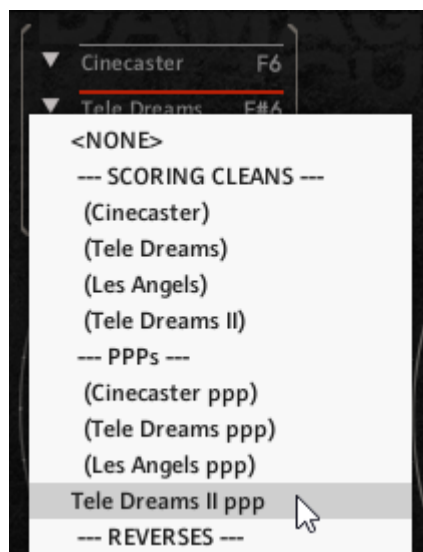 Cinecaster F6
Tele Dreams F#6
<NONE>
--- SCORING CLEANS ---
(Cinecaster)
(Tele Dreams)
(Les Angels)
(Tele Dreams II)
--- PPPs ---
(Cinecaster ppp)
(Tele Dreams ppp)
(Les Angels ppp)
Tele Dreams II ppp
--- REVERSES ---